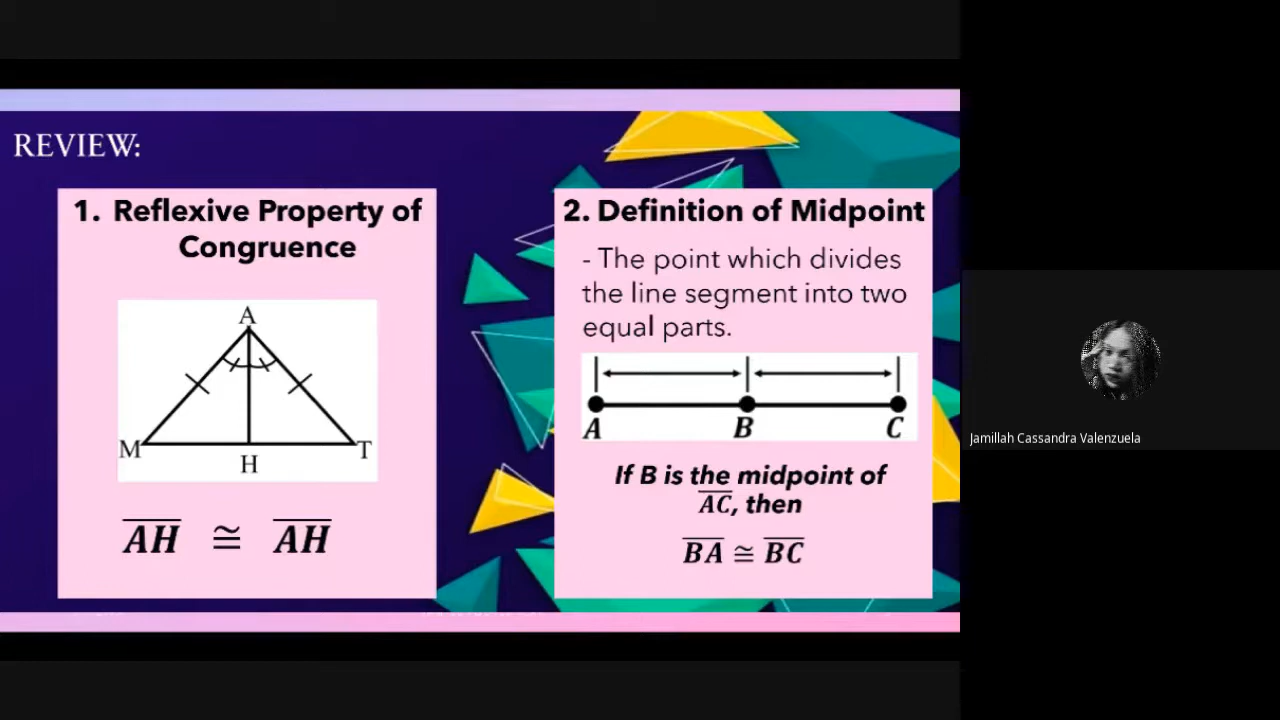 REVIEW:
1. Reflexive Property of
Congruence
A
M
H
T
AH ≅ AH
2. Definition of Midpoint
- The point which divides
the line segment into two
equal parts.
A B C
If B is the midpoint of
AC, then
BA ≅ BC
Jamillah Cassandra Valenzuela